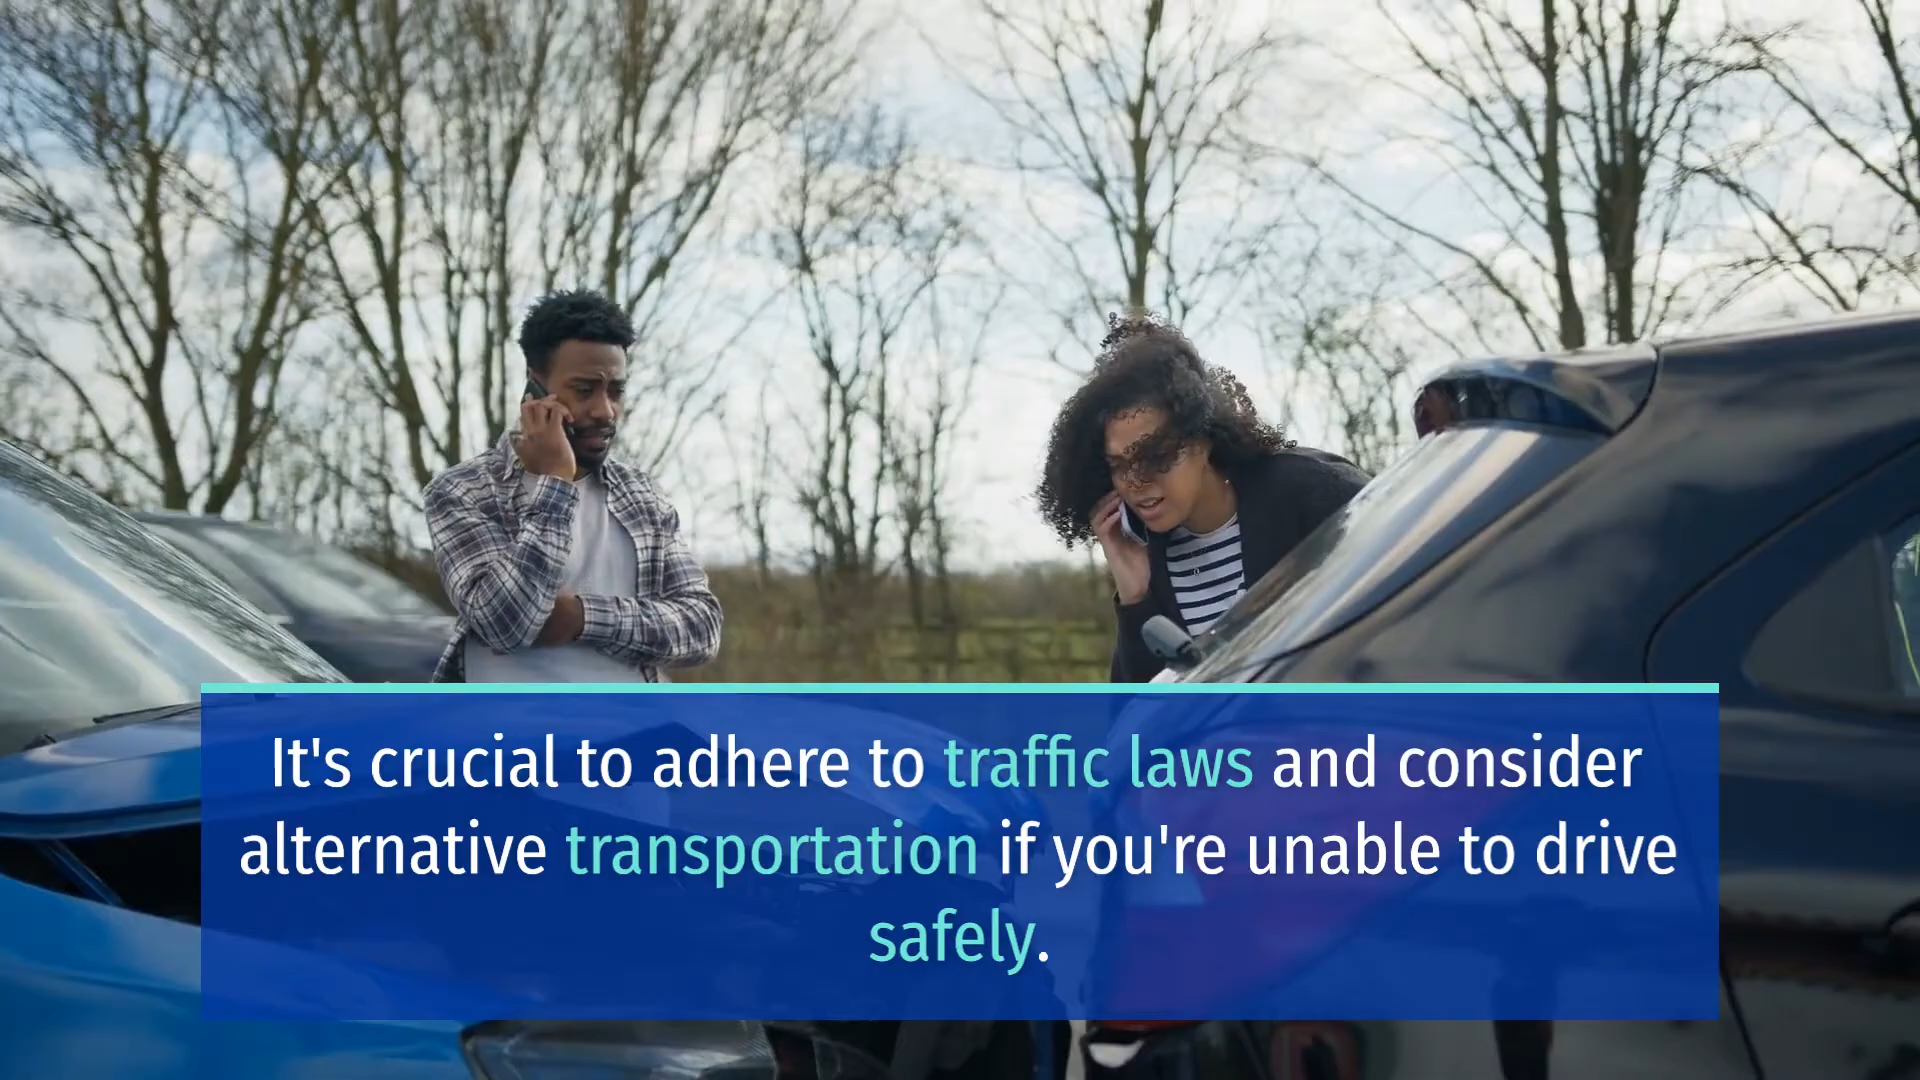 It's crucial to adhere to traffic laws and consider
alternative transportation if you're unable to drive
safely.